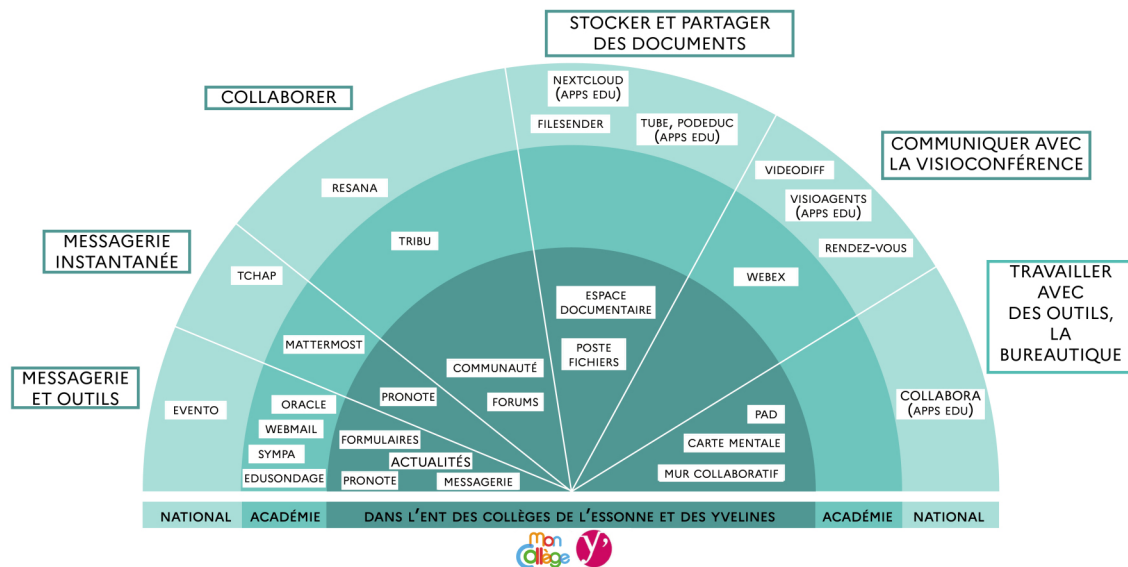 STOCKER ET PARTAGER
DES DOCUMENTS
COLLABORER
NEXTCLOUD
(APPS EDU)
FILESENDER
TUBE, PODEDUC
(APPS EDU)
COMMUNIQUER AVEC
LA VISIOCONFÉRENCE
VIDEODIFF
VISIOAGENTS
(APPS EDU)
RENDEZ-VOUS
RESANA
TRIBU
WEBEX
MESSAGERIE
INSTANTANÉE
TCHAP
MATTERMOST
TRAVAILLER
AVEC
DES OUTILS,
LA
BUREAUTIQUE
ESPACE
DOCUMENTAIRE
POSTE
FICHIERS
COMMUNAUTÉ
FORUMS
PRONOTE
MESSAGERIE
ET OUTILS
EVENTO
ORACLE
WEBMAIL
SYMPA
EDUSONDAGE
FORMULAIRES
ACTUALITÉS
PRONOTE
MESSAGERIE
COLLABORA
(APPS EDU)
PAD
CARTE MENTALE
MUR COLLABORATIF
NATIONAL
ACADÉMIE
DANS L'ENT DES COLLÈGES DE L'ESSONNE ET DES YVELINES
ACADÉMIE
NATIONAL
mon
Collège
y'